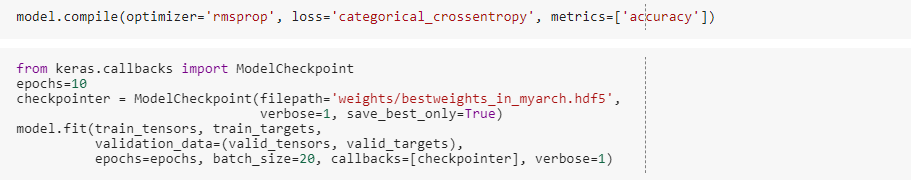 model.compile(optimizer='rmsprop', loss='categorical_crossentropy', metrics=['accuracy'])
from keras.callbacks import ModelCheckpoint
epochs=10
checkpointer = ModelCheckpoint(filepath='weights/bestweights_in_myarch.hdf5',
                               verbose=1, save_best_only=True)
model.fit(train_tensors, train_targets,
          validation_data=(valid_tensors, valid_targets),
          epochs=epochs, batch_size=20, callbacks=[checkpointer], verbose=1)